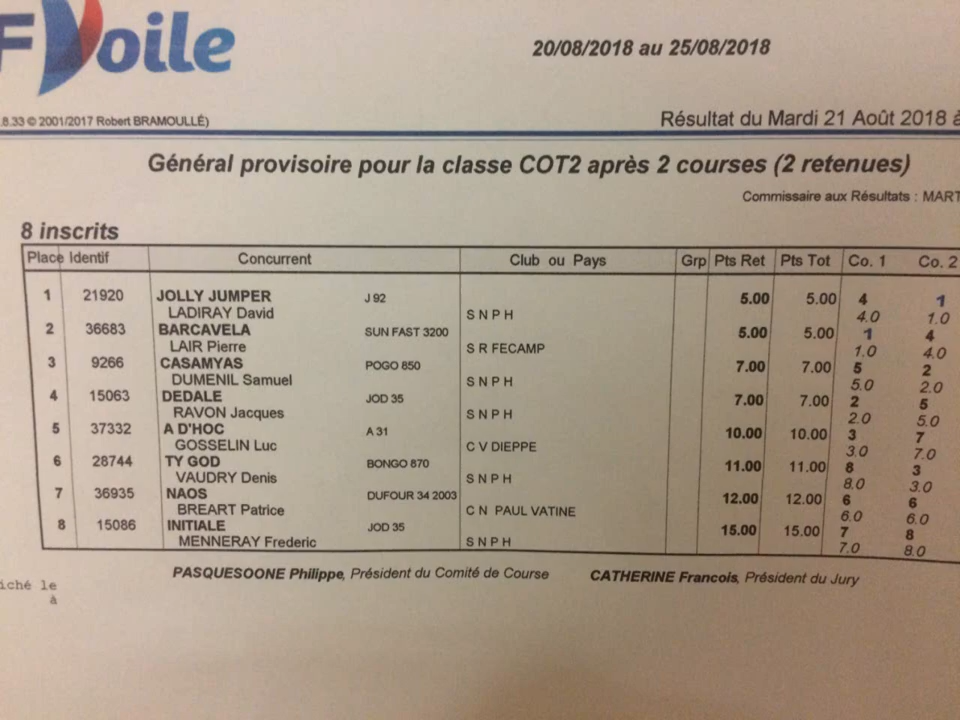 F Voile
20/08/2018 au 25/08/2018
.8.33 © 2001/2017 Robert BRAMOULLÉ)
Résultat du Mardi 21 Août 2018 à
Général provisoire pour la classe COT2 après 2 courses (2 retenues)
Commissaire aux Résultats : MART
8 inscrits
Place Identif Concurrent Club ou Pays Grp Pts Ret Pts Tot Co. 1 Co. 2
1 21920 JOLLY JUMPER J 92 5.00 5.00 4 1
LADIRAY David S N P H 4.0 1.0
2 36683 BARCAVELA SUN FAST 3200 5.00 5.00 1 4
LAIR Pierre S R FECAMP 1.0 4.0
3 9266 CASAMYAS POGO 850 7.00 7.00 5 2
DUMENIL Samuel S N P H 5.0 2.0
4 15063 DEDALE JOD 35 7.00 7.00 2 5
RAVON Jacques S N P H 2.0 5.0
5 37332 A D'HOC A 31 10.00 10.00 3 7
GOSSELIN Luc C V DIEPPE 3.0 7.0
6 28744 TY GOD BONGO 870 11.00 11.00 8 3
VAUDRY Denis S N P H 8.0 3.0
7 36935 NAOS DUFOUR 34 2003 12.00 12.00 6 6
BREART Patrice C N PAUL VATINE 6.0 6.0
8 15086 INITIALE JOD 35 15.00 15.00 7 8
MENNERAY Frederic S N P H 7.0 8.0
PASQUESOONE Philippe, Président du Comité de Course CATHERINE Francois, Président du Jury
iché le
à